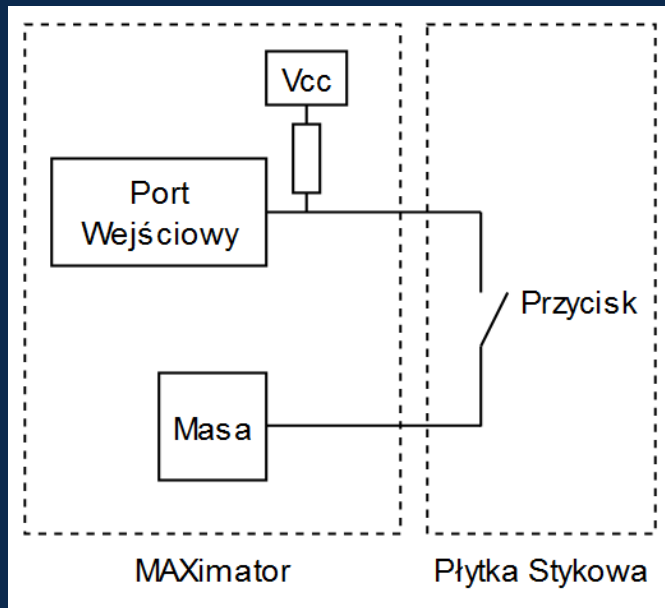 Vcc
Port
Wejściowy
Przycisk
Masa
MAXimator
Płytka Stykowa